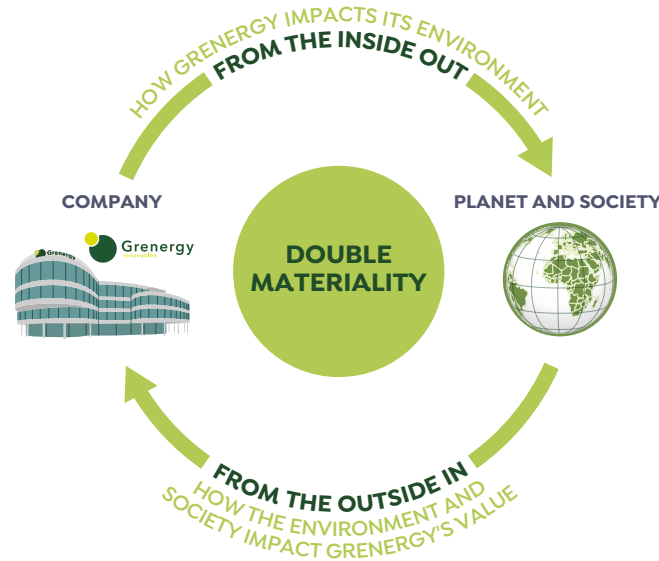 HOW GRENERGY IMPACTS ITS ENVIRONMENT
FROM THE INSIDE OUT
COMPANY
PLANET AND SOCIETY
Grenergy
Grenergy
renovables
DOUBLE
MATERIALITY
FROM THE OUTSIDE IN
HOW THE ENVIRONMENT AND
SOCIETY IMPACT GRENERGY'S VALUE